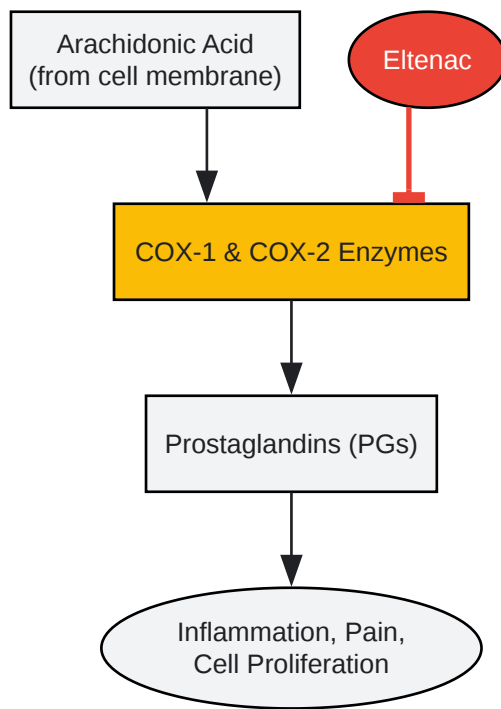 Arachidonic Acid
(from cell membrane)
Eltenac
COX-1 & COX-2 Enzymes
Prostaglandins (PGs)
Inflammation, Pain,
Cell Proliferation